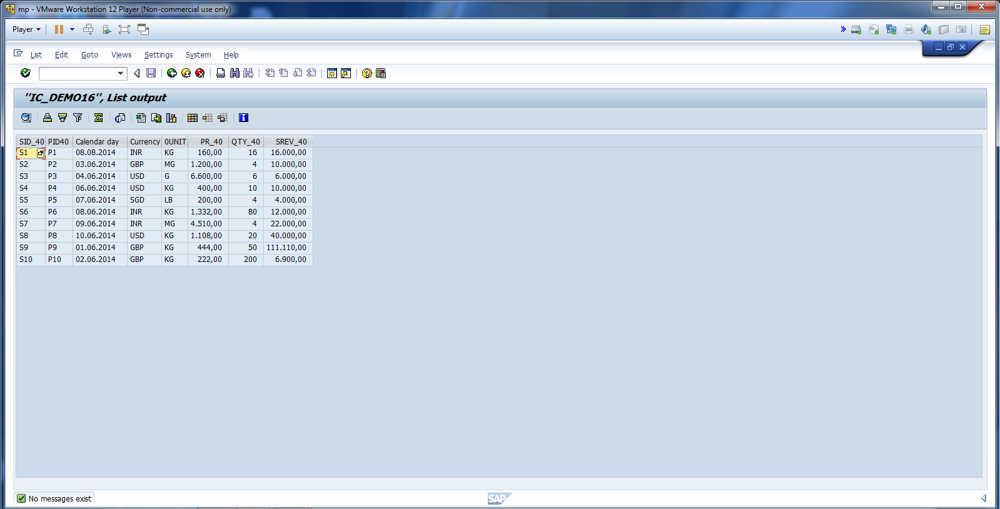 mp - VMware Workstation 12 Player (Non-commercial use only)
Player
List Edit Goto Views Settings System Help
"IC_DEMO16", List output
SID_40 PID40 Calendar day Currency 0UNIT PR_40 QTY_40 SREV_40
S1 P1 08.08.2014 INR KG 160,00 16 16.000,00
S2 P2 03.06.2014 GBP MG 1.200,00 4 10.000,00
S3 P3 04.06.2014 USD G 6.600,00 6 6.000,00
S4 P4 06.06.2014 USD KG 400,00 10 10.000,00
S5 P5 07.06.2014 SGD LB 200,00 4 4.000,00
S6 P6 08.06.2014 INR KG 1.332,00 80 12.000,00
S7 P7 09.06.2014 INR MG 4.510,00 4 22.000,00
S8 P8 10.06.2014 USD KG 1.108,00 20 40.000,00
S9 P9 01.06.2014 GBP KG 444,00 50 111.110,00
S10 P10 02.06.2014 GBP KG 222,00 200 6.900,00
No messages exist
SAP